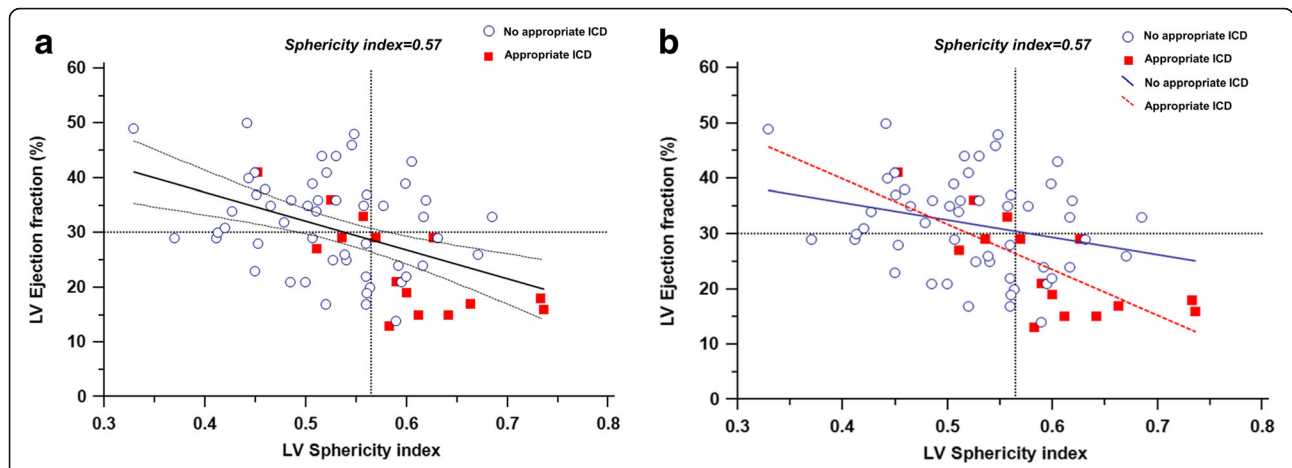 a
Sphericity index=0.57
No appropriate ICD
Appropriate ICD
60
50
40
30
20
10
0
LV Ejection fraction (%)
0.3 0.4 0.5 0.6 0.7 0.8
LV Sphericity index
b
Sphericity index=0.57
No appropriate ICD
Appropriate ICD
No appropriate ICD
Appropriate ICD
60
50
40
30
20
10
0
LV Ejection fraction (%)
0.3 0.4 0.5 0.6 0.7 0.8
LV Sphericity index